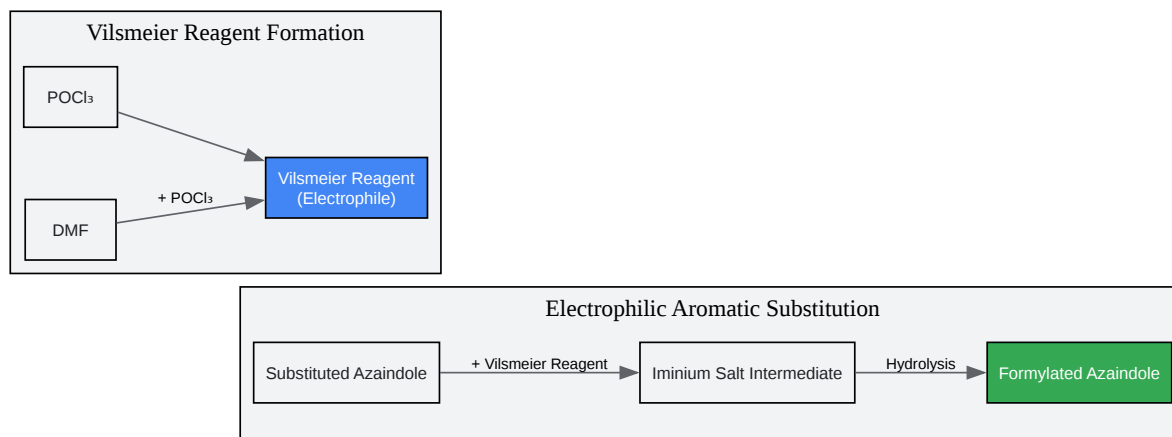 Vilsmeier Reagent Formation
POCl₃
Vilsmeier Reagent
(Electrophile)
+ POCl₃
DMF
Electrophilic Aromatic Substitution
Substituted Azaindole
+ Vilsmeier Reagent
Iminium Salt Intermediate
Hydrolysis
Formylated Azaindole